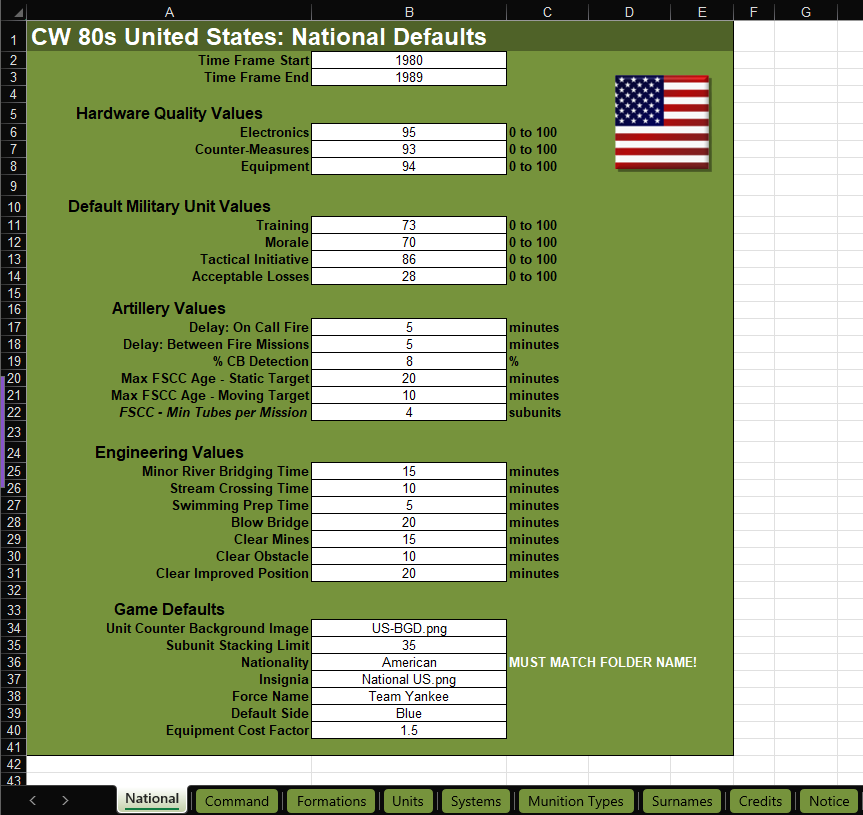 A B C D E F G
1 CW 80s United States: National Defaults
2 Time Frame Start 1980
3 Time Frame End 1989
4
5 Hardware Quality Values
6 Electronics 95 0 to 100
7 Counter-Measures 93 0 to 100
8 Equipment 94 0 to 100
9
10 Default Military Unit Values
11 Training 73 0 to 100
12 Morale 70 0 to 100
13 Tactical Initiative 86 0 to 100
14 Acceptable Losses 28 0 to 100
15
16 Artillery Values
17 Delay: On Call Fire 5 minutes
18 Delay: Between Fire Missions 5 minutes
19 % CB Detection 8 %
20 Max FSCC Age - Static Target 20 minutes
21 Max FSCC Age - Moving Target 10 minutes
22 FSCC - Min Tubes per Mission 4 subunits
23
24 Engineering Values
25 Minor River Bridging Time 15 minutes
26 Stream Crossing Time 10 minutes
27 Swimming Prep Time 5 minutes
28 Blow Bridge 20 minutes
29 Clear Mines 15 minutes
30 Clear Obstacle 10 minutes
31 Clear Improved Position 20 minutes
32
33 Game Defaults
34 Unit Counter Background Image US-BGD.png
35 Subunit Stacking Limit 35
36 Nationality American MUST MATCH FOLDER NAME!
37 Insignia National US.png
38 Force Name Team Yankee
39 Default Side Blue
40 Equipment Cost Factor 1.5
41
42
43
National Command Formations Units Systems Munition Types Surnames Credits Notice